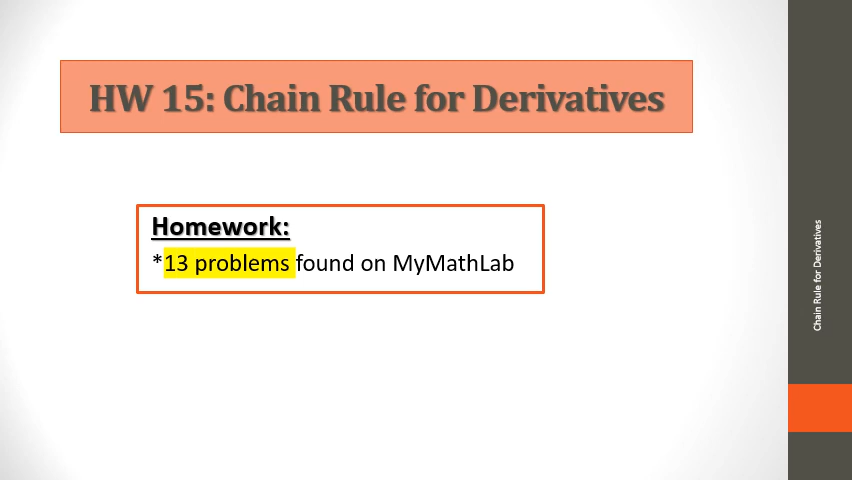 HW 15: Chain Rule for Derivatives
Homework:
*13 problems found on MyMathLab
Chain Rule for Derivatives